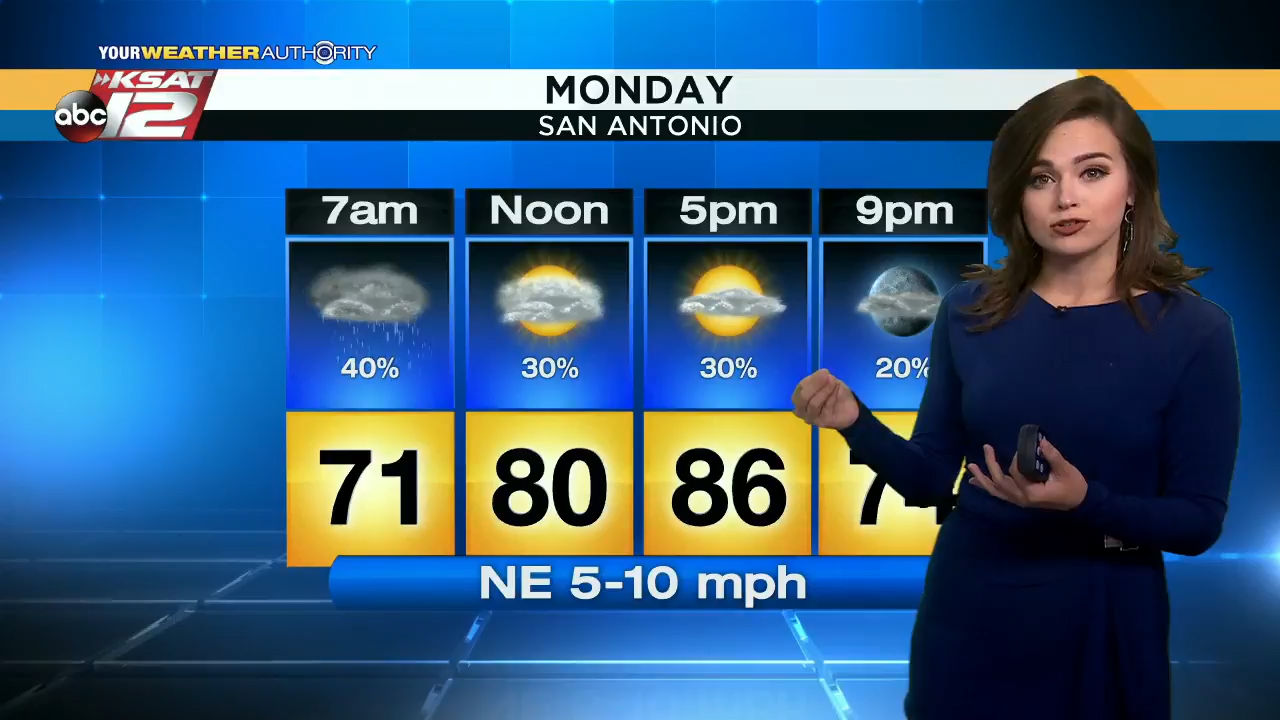 YOUR WEATHER AUTHORITY
KSAT
abc 12
MONDAY
SAN ANTONIO
7am Noon 5pm 9pm
40% 30% 30% 20%
71 80 86
NE 5-10 mph